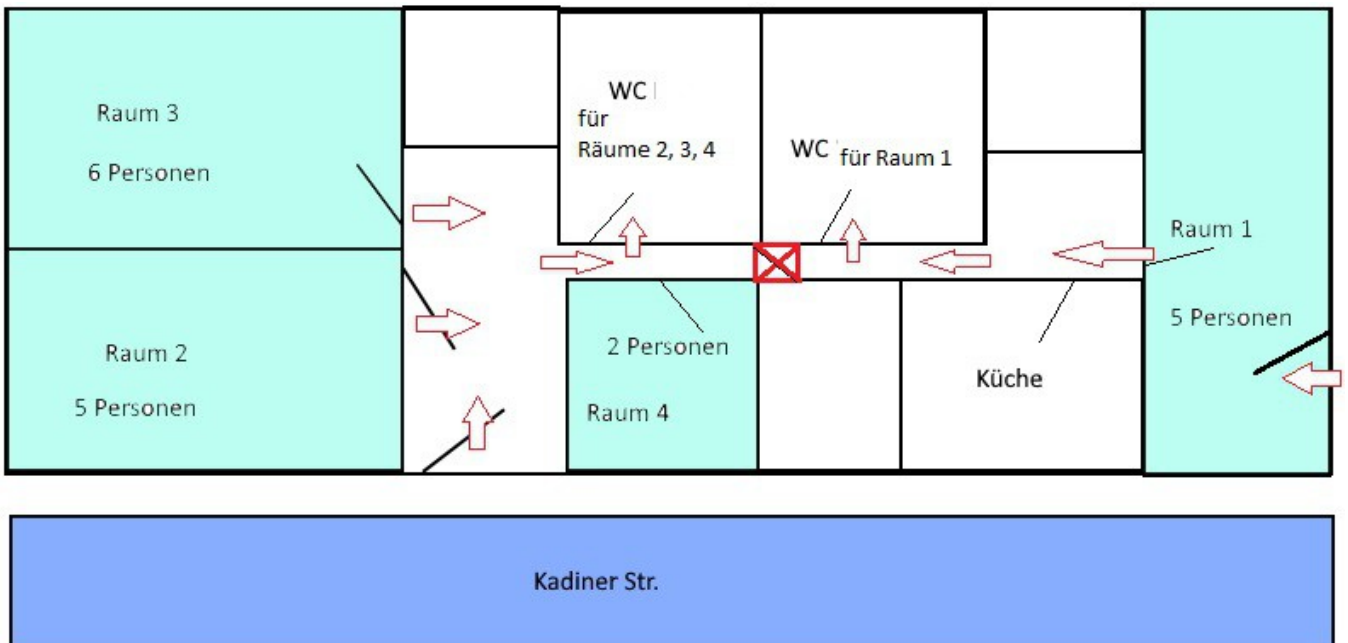 Raum 3
6 Personen
WC
für
Räume 2, 3, 4
WC für Raum 1
Raum 1
5 Personen
Raum 2
5 Personen
2 Personen
Raum 4
Küche
Kadiner Str.